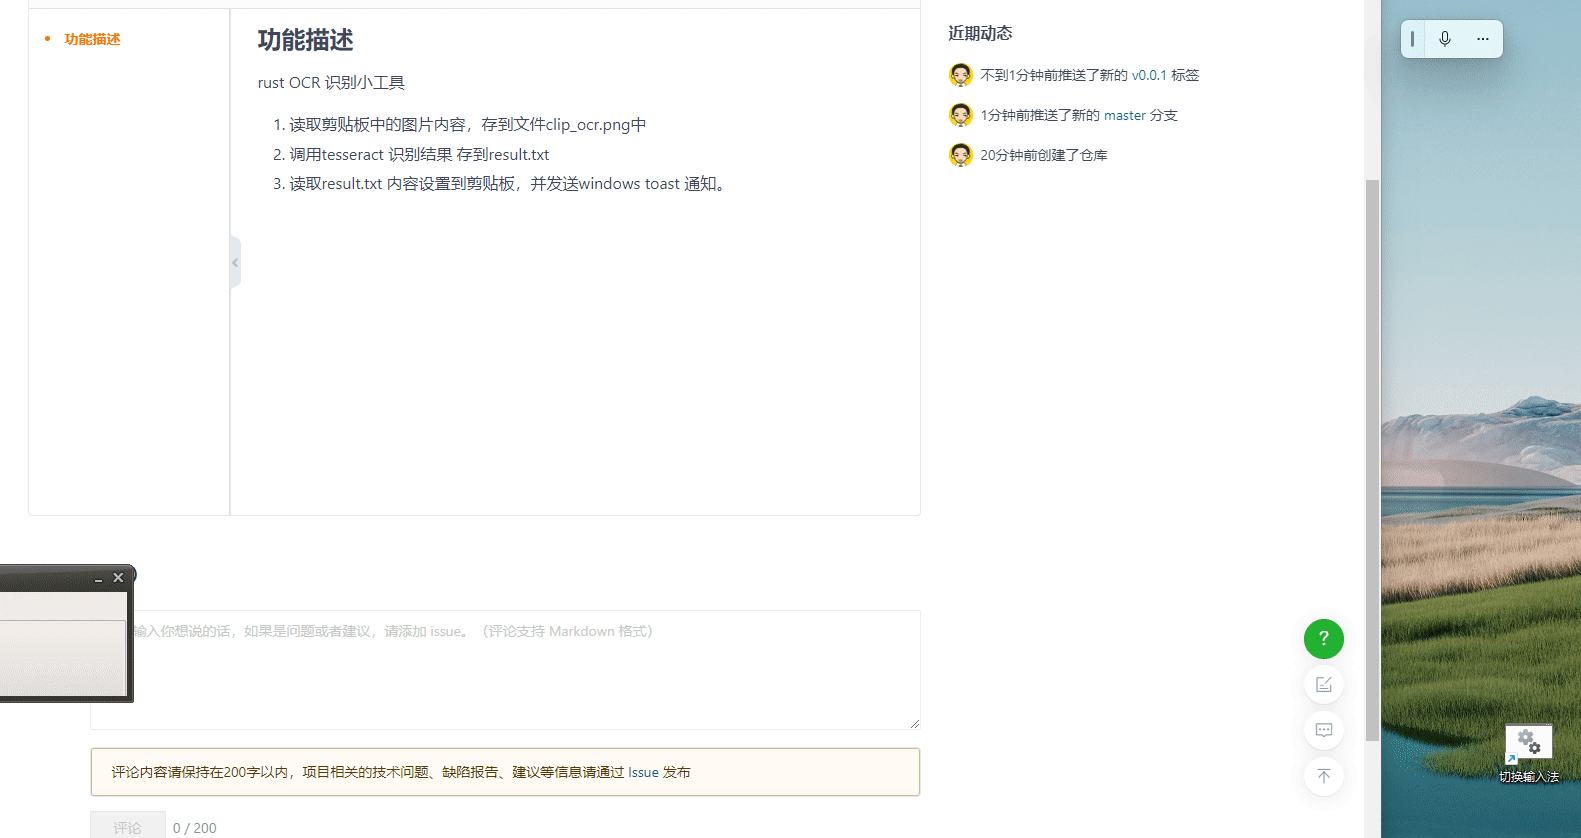 功能描述
功能描述
rust OCR 识别小工具
1. 读取剪贴板中的图片内容，存到文件clip_ocr.png中
2. 调用tesseract 识别结果 存到result.txt
3. 读取result.txt 内容设置到剪贴板，并发送windows toast 通知。
近期动态
不到1分钟前推送了新的 v0.0.1 标签
1分钟前推送了新的 master 分支
20分钟前创建了仓库
输入你想说的话，如果是问题或者建议，请添加 issue。（评论支持 Markdown 格式）
评论内容请保持在200字以内，项目相关的技术问题、缺陷报告、建议等信息请通过 Issue 发布
评论 0 / 200
?
切换输入法